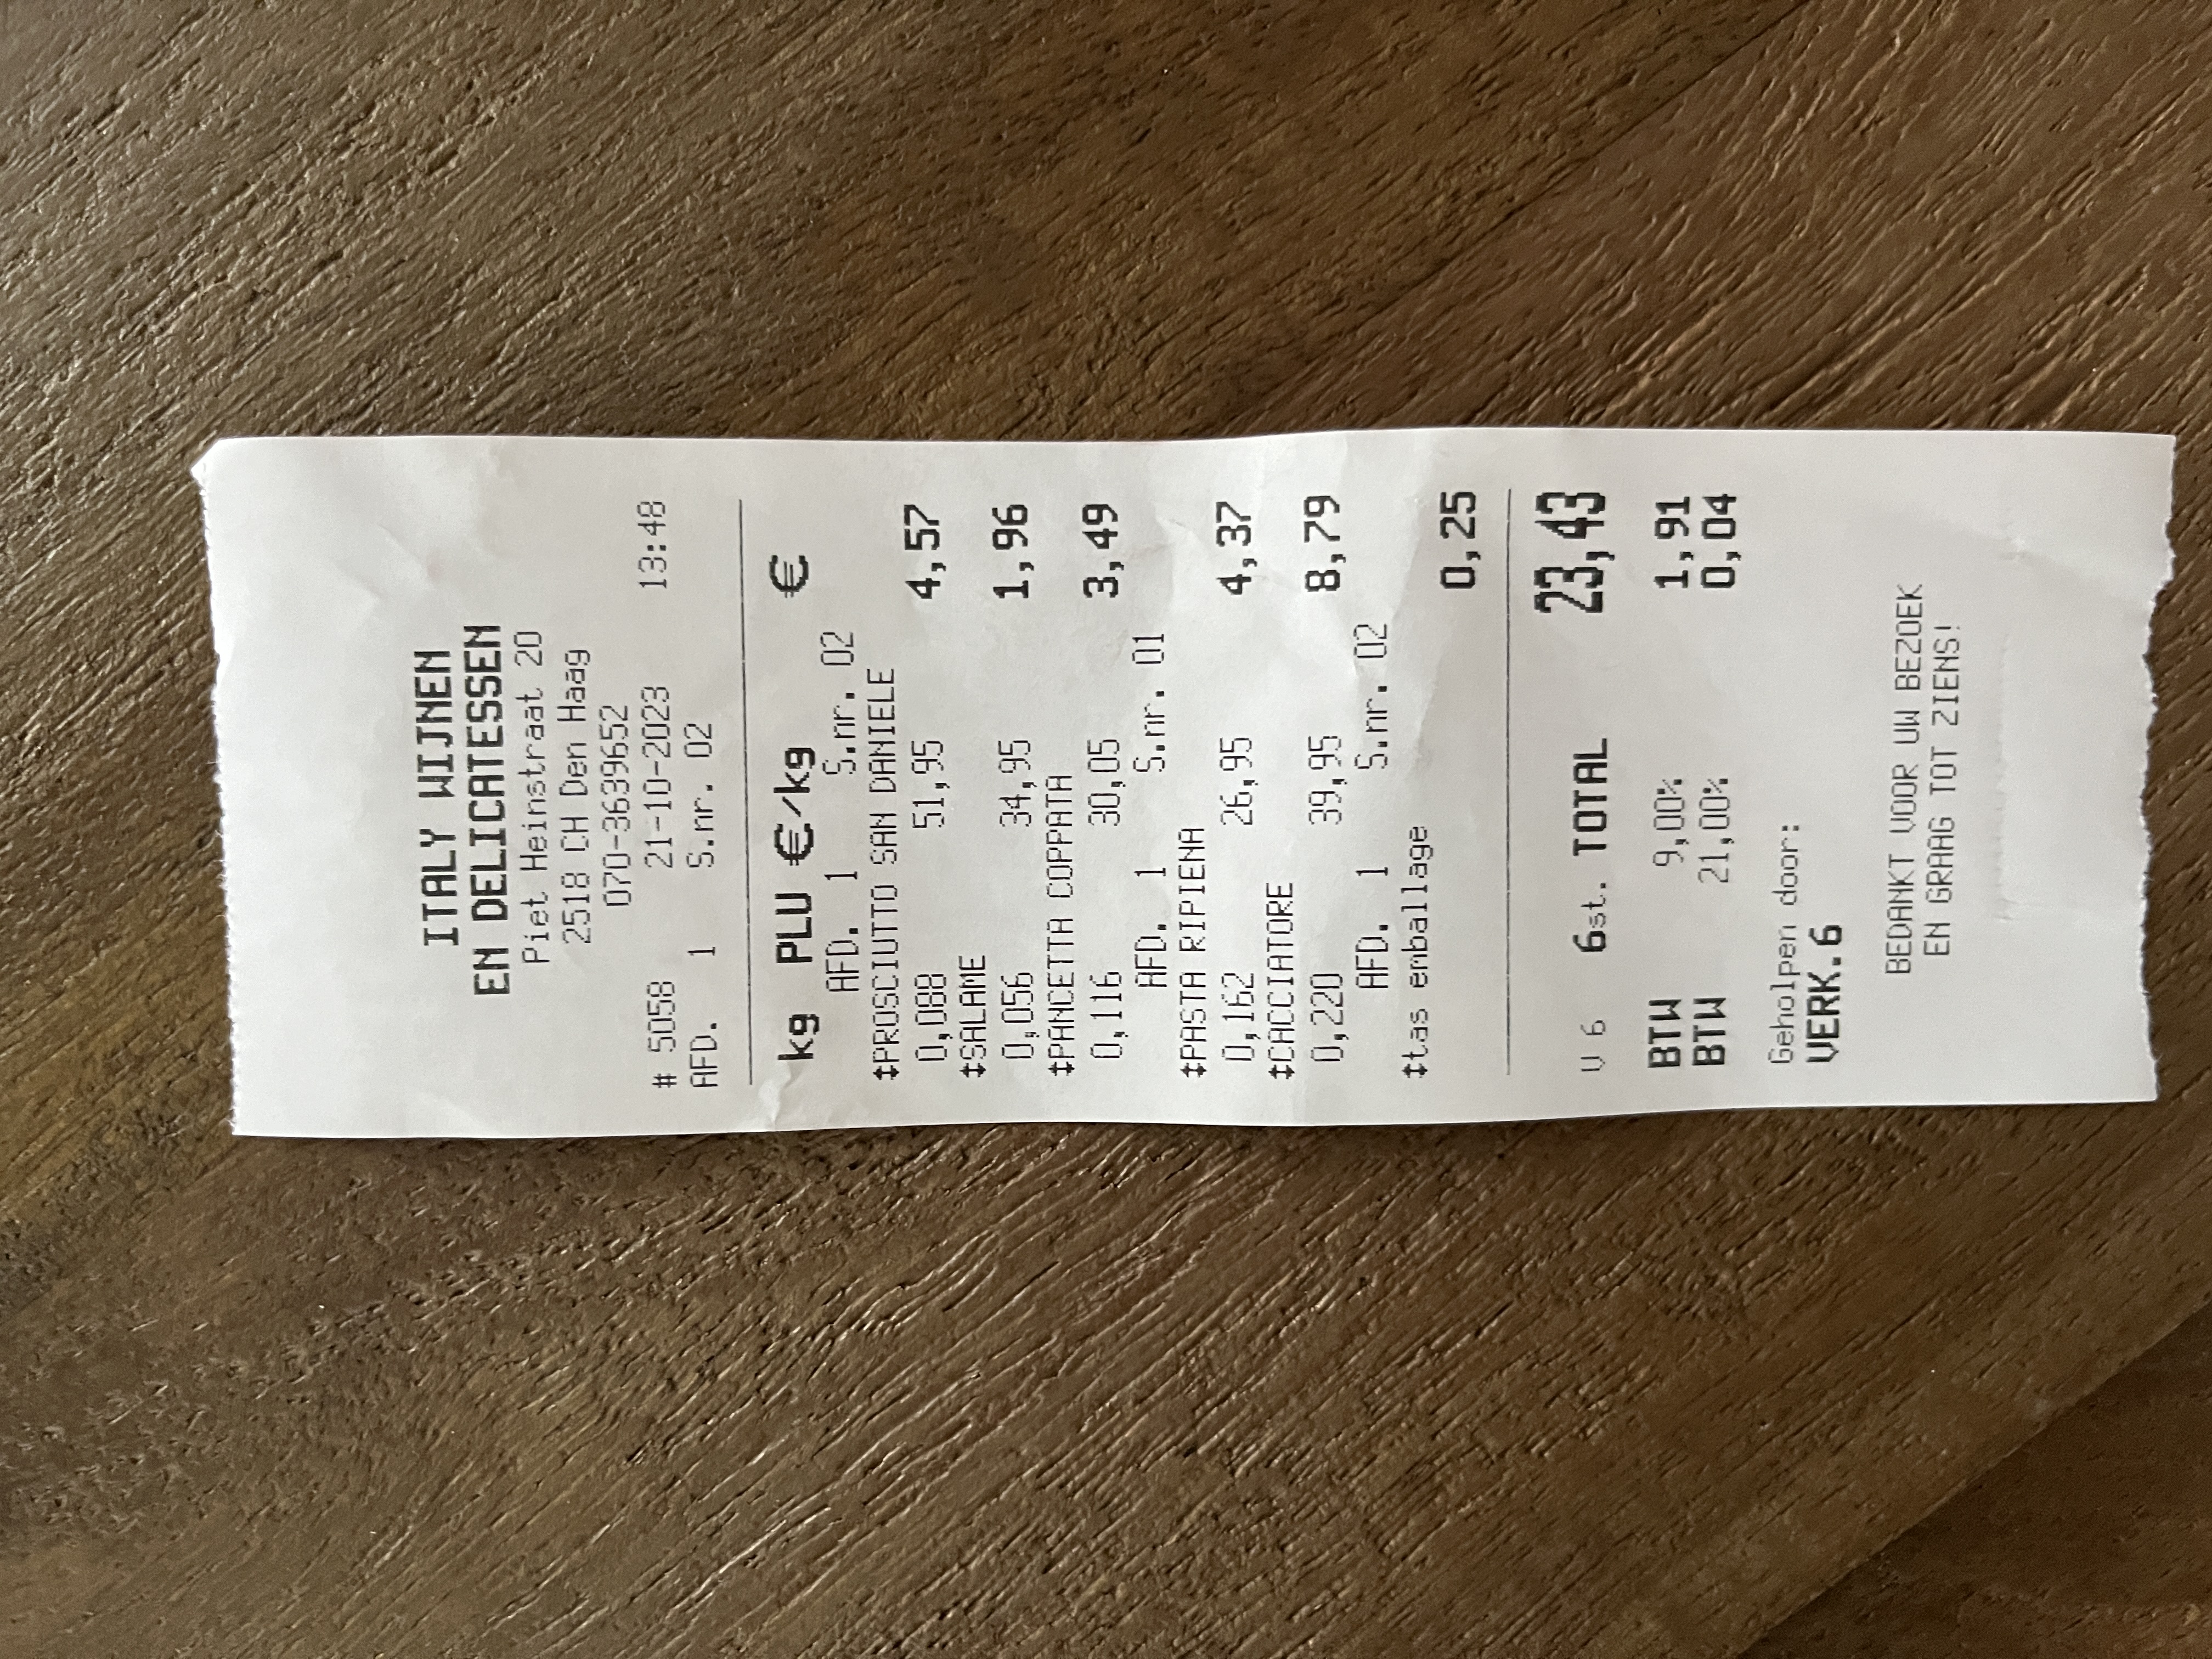 ITALY WIJNEN
EN DELICATESSEN
Piet Heinstraat 20
2518 CH Den Haag
070-3639652
# 5058 21-10-2023 13:48
AFD. 1 S.nr. 02
kg PLU €/kg €
AFD. 1 S.nr. 02
‡PROSCIUTTO SAN DANIELE
0,088 51,95 4,57
‡SALAME
0,056 34,95 1,96
‡PANCETTA COPPATA
0,116 30,05 3,49
AFD. 1 S.nr. 01
‡PASTA RIPIENA
0,162 26,95 4,37
‡CACCIATORE
0,220 39,95 8,79
AFD. 1 S.nr. 02
‡tas emballage
0,25
V 6 6st. TOTAL 23,43
BTW 9,00% 1,91
BTW 21,00% 0,04
Geholpen door:
VERK.6
BEDANKT VOOR UW BEZOEK
EN GRAAG TOT ZIENS!